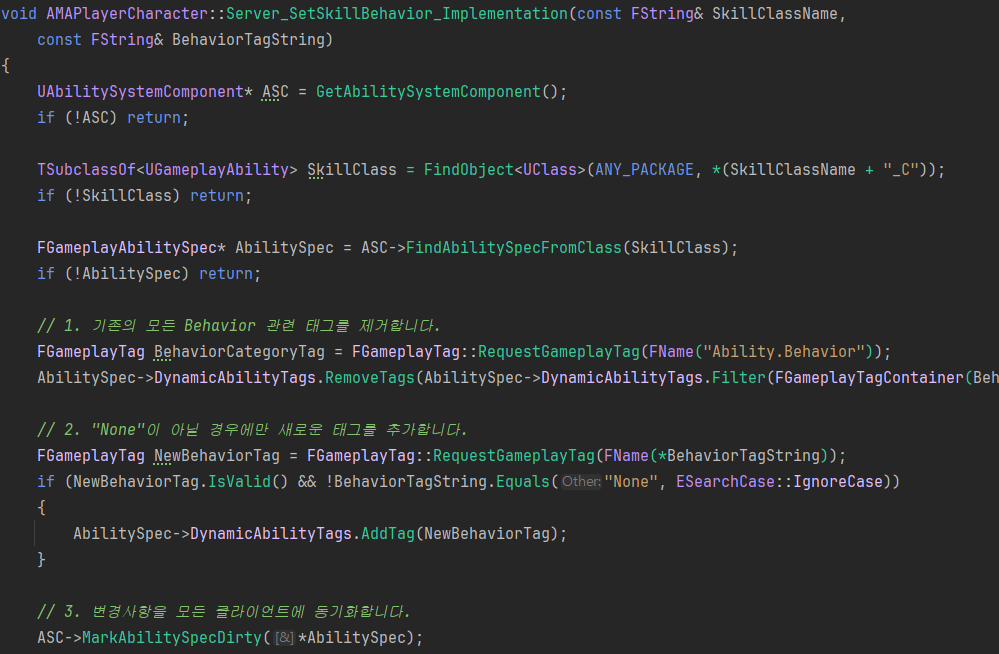 void AMAPlayerCharacter::Server_SetSkillBehavior_Implementation(const FString& SkillClassName,
    const FString& BehaviorTagString)
{
    UAbilitySystemComponent* ASC = GetAbilitySystemComponent();
    if (!ASC) return;

    TSubclassOf<UGameplayAbility> SkillClass = FindObject<UClass>(ANY_PACKAGE, *(SkillClassName + "_C"));
    if (!SkillClass) return;

    FGameplayAbilitySpec* AbilitySpec = ASC->FindAbilitySpecFromClass(SkillClass);
    if (!AbilitySpec) return;

    // 1. 기존의 모든 Behavior 관련 태그를 제거합니다.
    FGameplayTag BehaviorCategoryTag = FGameplayTag::RequestGameplayTag(FName("Ability.Behavior"));
    AbilitySpec->DynamicAbilityTags.RemoveTags(AbilitySpec->DynamicAbilityTags.Filter(FGameplayTagContainer(Beh

    // 2. "None"이 아닐 경우에만 새로운 태그를 추가합니다.
    FGameplayTag NewBehaviorTag = FGameplayTag::RequestGameplayTag(FName(*BehaviorTagString));
    if (NewBehaviorTag.IsValid() && !BehaviorTagString.Equals(Other:"None", ESearchCase::IgnoreCase))
    {
        AbilitySpec->DynamicAbilityTags.AddTag(NewBehaviorTag);
    }

    // 3. 변경사항을 모든 클라이언트에 동기화합니다.
    ASC->MarkAbilitySpecDirty([&]*AbilitySpec);